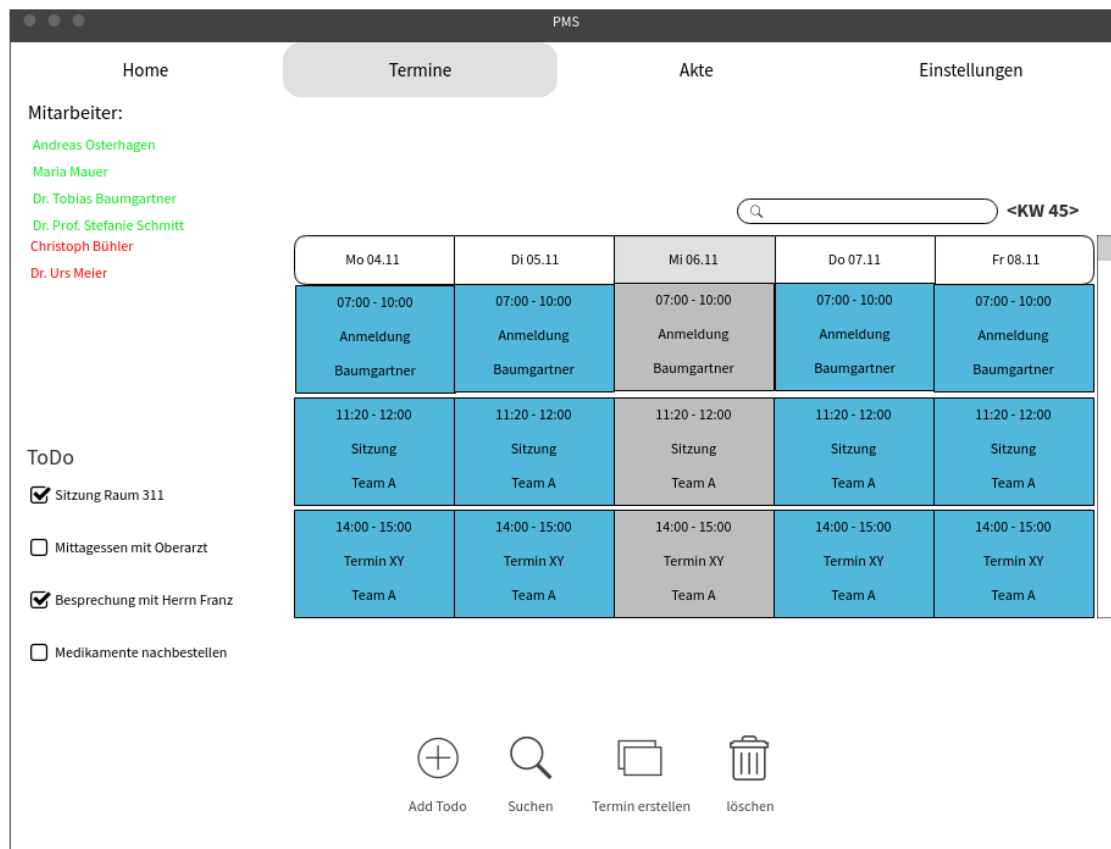 PMS
Home Termine Akte Einstellungen
Mitarbeiter:
Andreas Osterhagen
Maria Mauer
Dr. Tobias Baumgartner
Dr. Prof. Stefanie Schmitt
Christoph Bühler
Dr. Urs Meier
<KW 45>
Mo 04.11 Di 05.11 Mi 06.11 Do 07.11 Fr 08.11
07:00 - 10:00 07:00 - 10:00 07:00 - 10:00 07:00 - 10:00 07:00 - 10:00
Anmeldung Anmeldung Anmeldung Anmeldung Anmeldung
Baumgartner Baumgartner Baumgartner Baumgartner Baumgartner
11:20 - 12:00 11:20 - 12:00 11:20 - 12:00 11:20 - 12:00 11:20 - 12:00
Sitzung Sitzung Sitzung Sitzung Sitzung
Team A Team A Team A Team A Team A
14:00 - 15:00 14:00 - 15:00 14:00 - 15:00 14:00 - 15:00 14:00 - 15:00
Termin XY Termin XY Termin XY Termin XY Termin XY
Team A Team A Team A Team A Team A
ToDo
Sitzung Raum 311
Mittagessen mit Oberarzt
Besprechung mit Herrn Franz
Medikamente nachbestellen
Add Todo Suchen Termin erstellen löschen